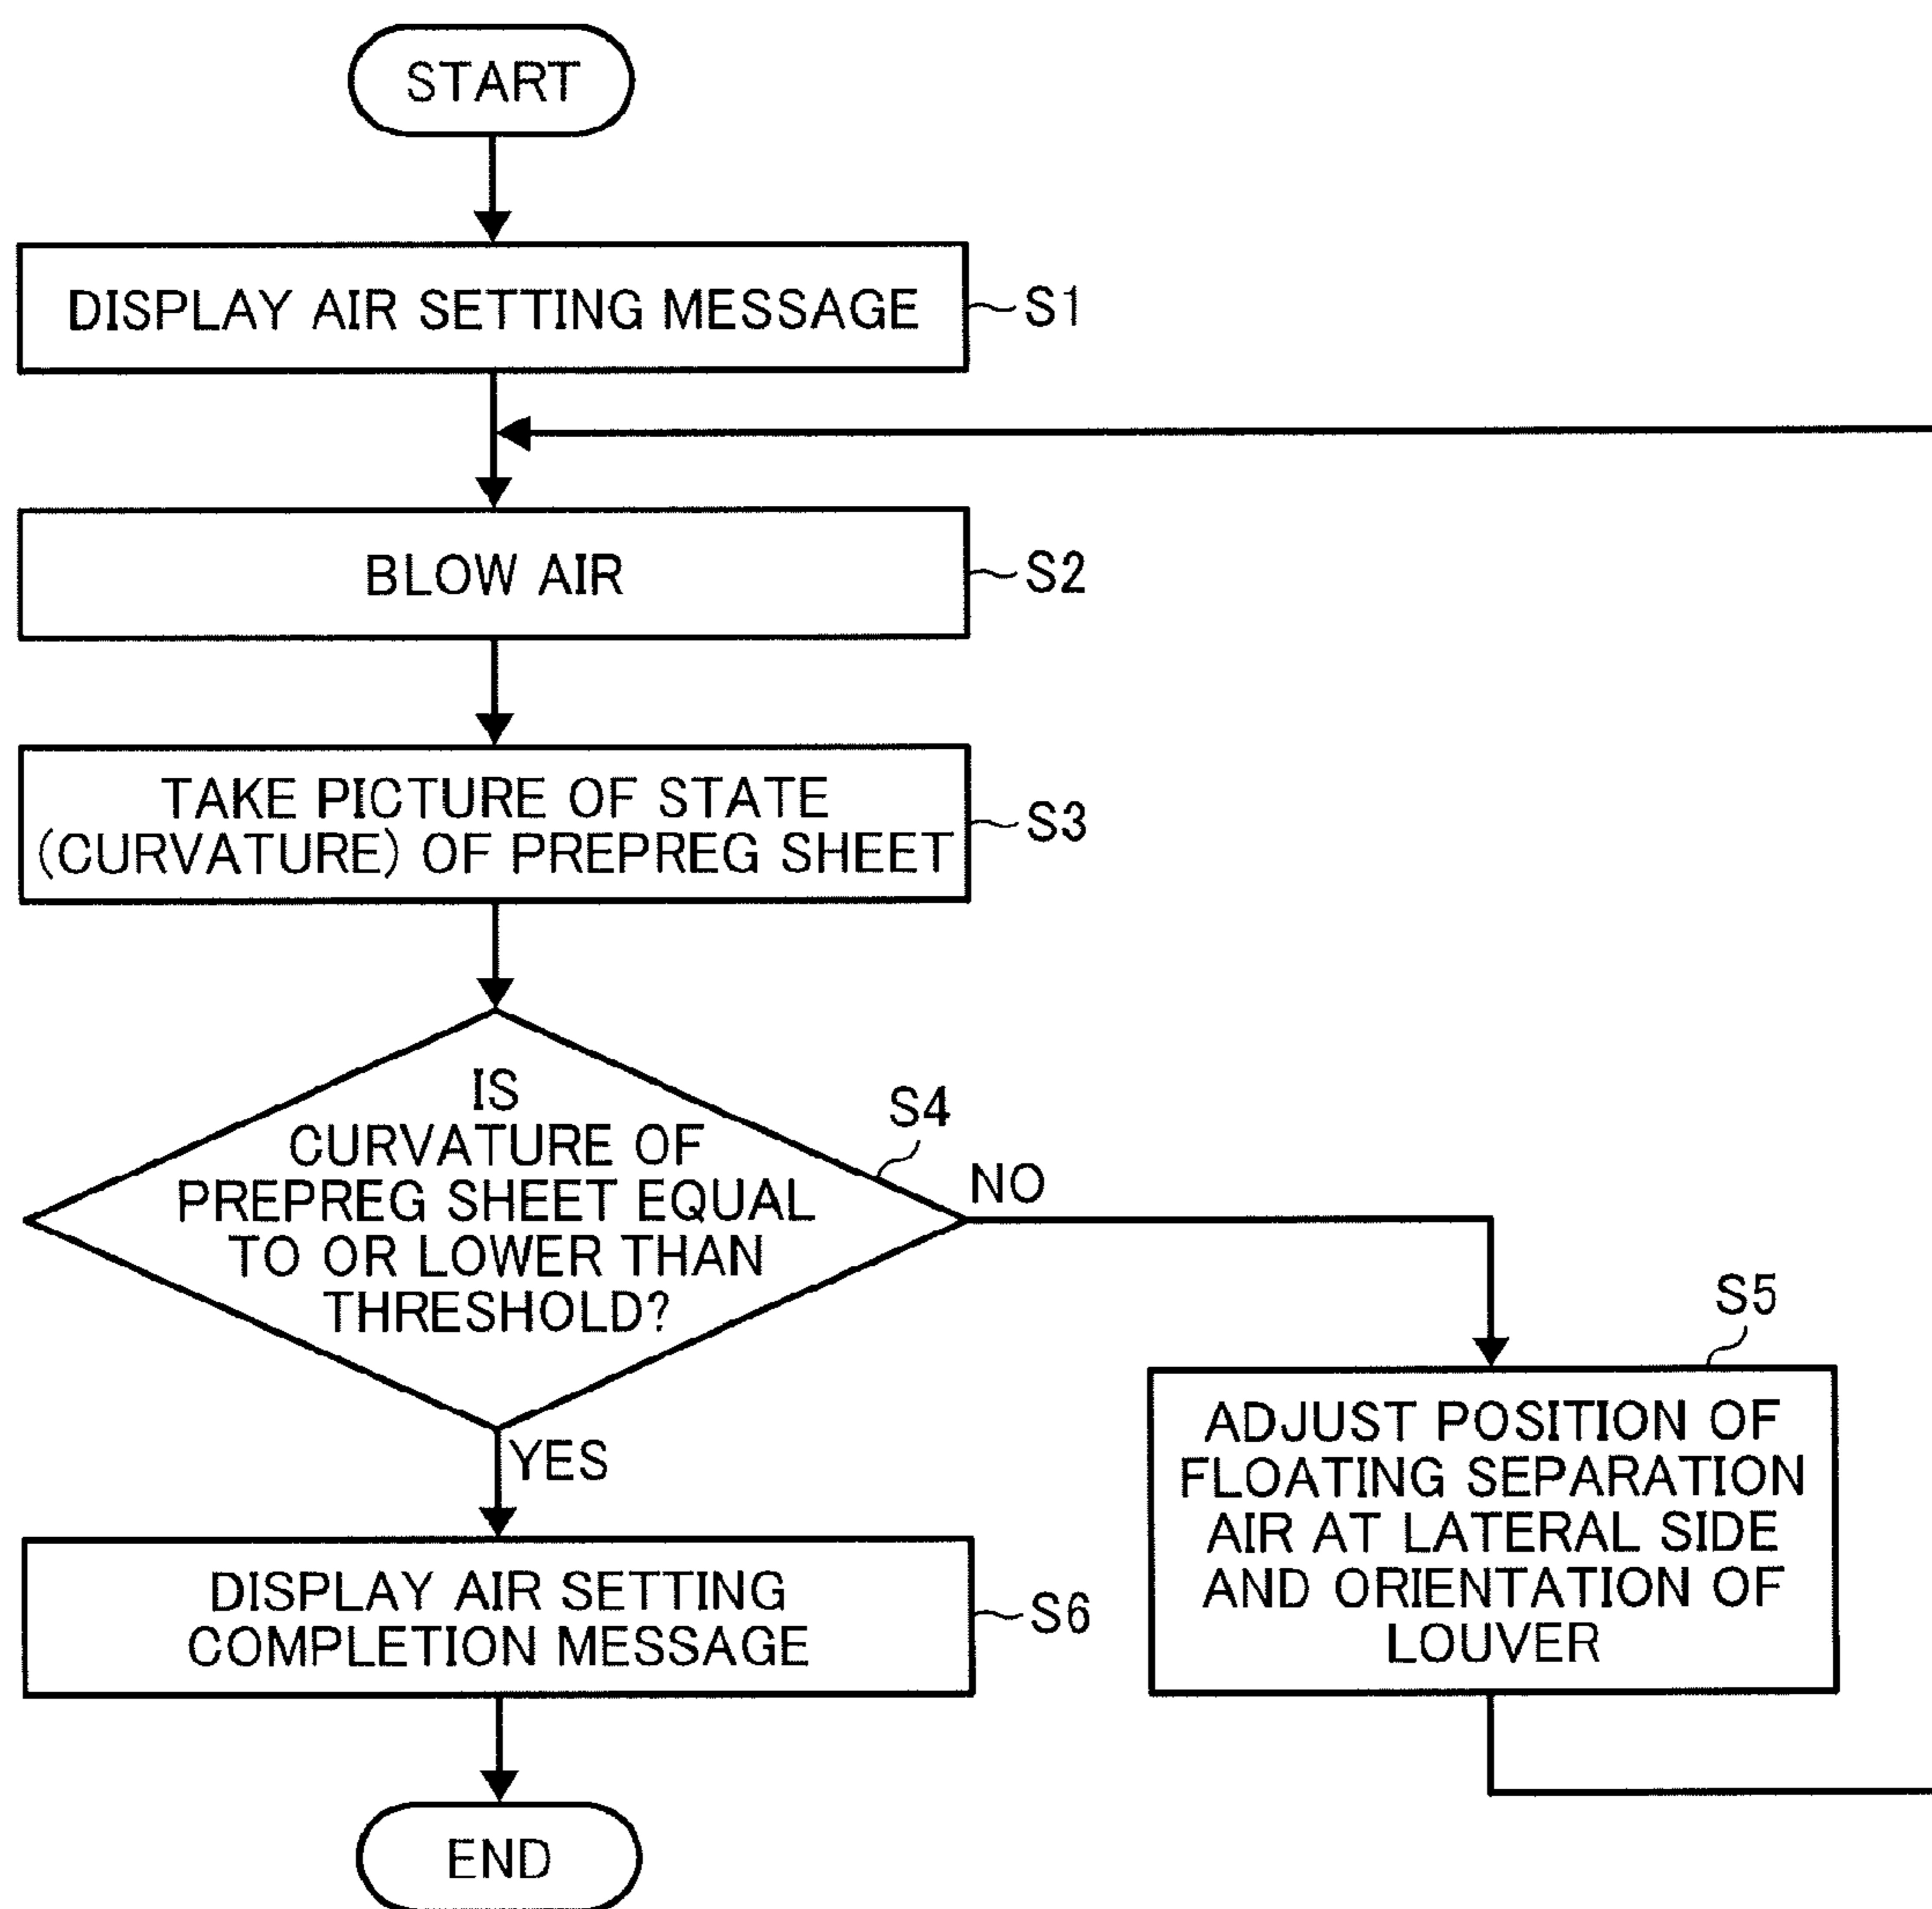 START
DISPLAY AIR SETTING MESSAGE
S1
BLOW AIR
S2
TAKE PICTURE OF STATE
(CURVATURE) OF PREPREG SHEET
S3
IS
CURVATURE OF
PREPREG SHEET EQUAL
TO OR LOWER THAN
THRESHOLD?
S4
NO
YES
S5
ADJUST POSITION OF
FLOATING SEPARATION
AIR AT LATERAL SIDE
AND ORIENTATION OF
LOUVER
DISPLAY AIR SETTING
COMPLETION MESSAGE
S6
END